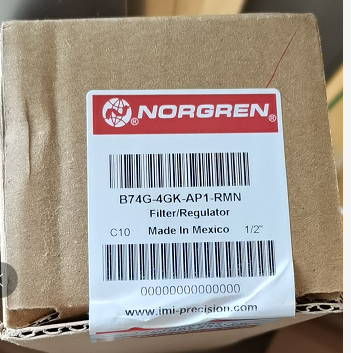 NORGREN®
B74G-4GK-AP1-RMN
Filter/Regulator
C10 Made In Mexico 1/2"
00000000000000
www.imi-precision.com